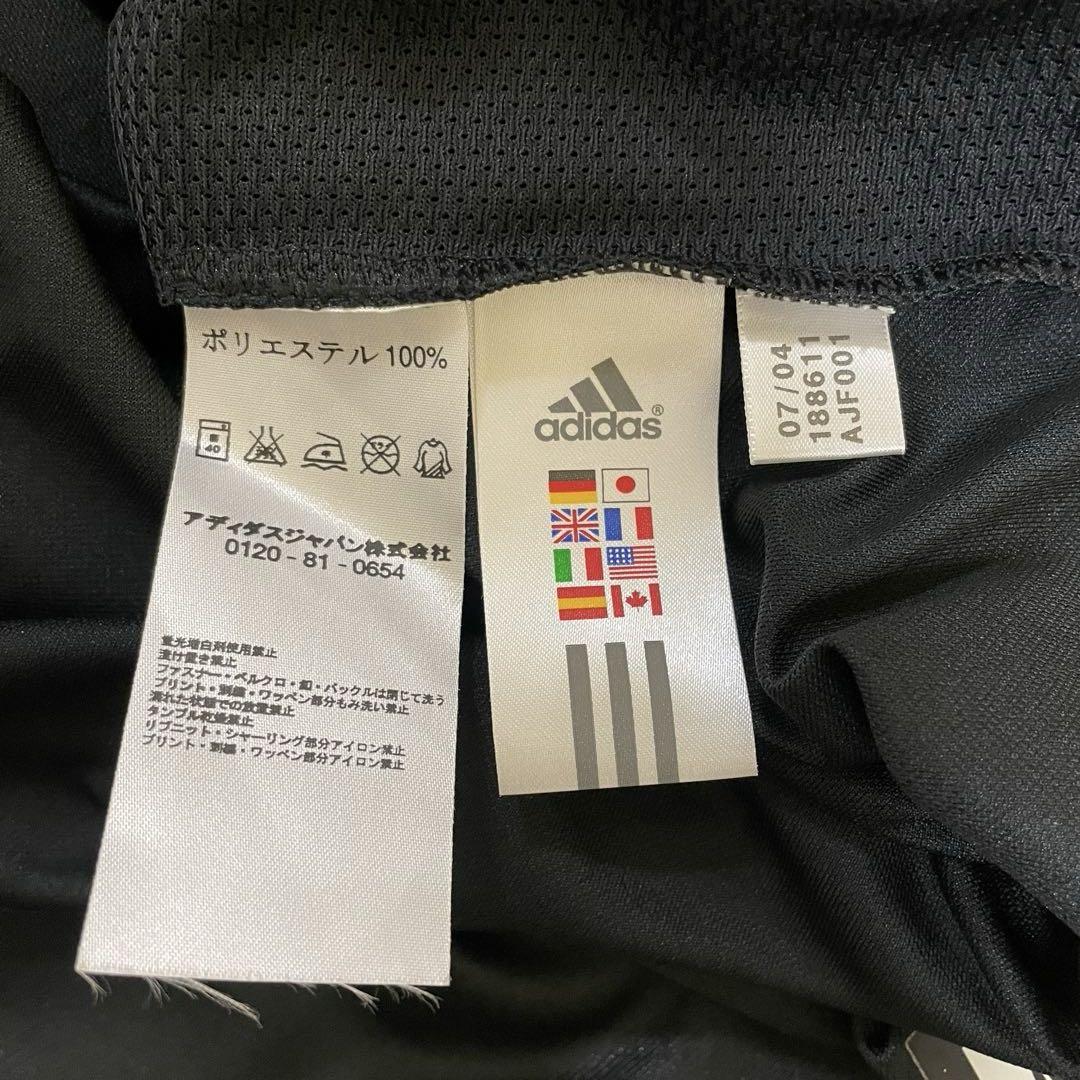 ポリエステル 100%
40
アディダスジャパン株式会社
0120 - 81 - 0654
蛍光増白剤使用禁止
漬け置き禁止
ファスナー・ベルクロ・釦・バックルは閉じて洗う
プリント・刺繍・ワッペン部分もみ洗い禁止
濡れた状態での放置禁止
タンブル乾燥禁止
リブニット・シャーリング部分アイロン禁止
プリント・刺繍・ワッペン部分アイロン禁止
adidas®
07/04
188611
AJF001